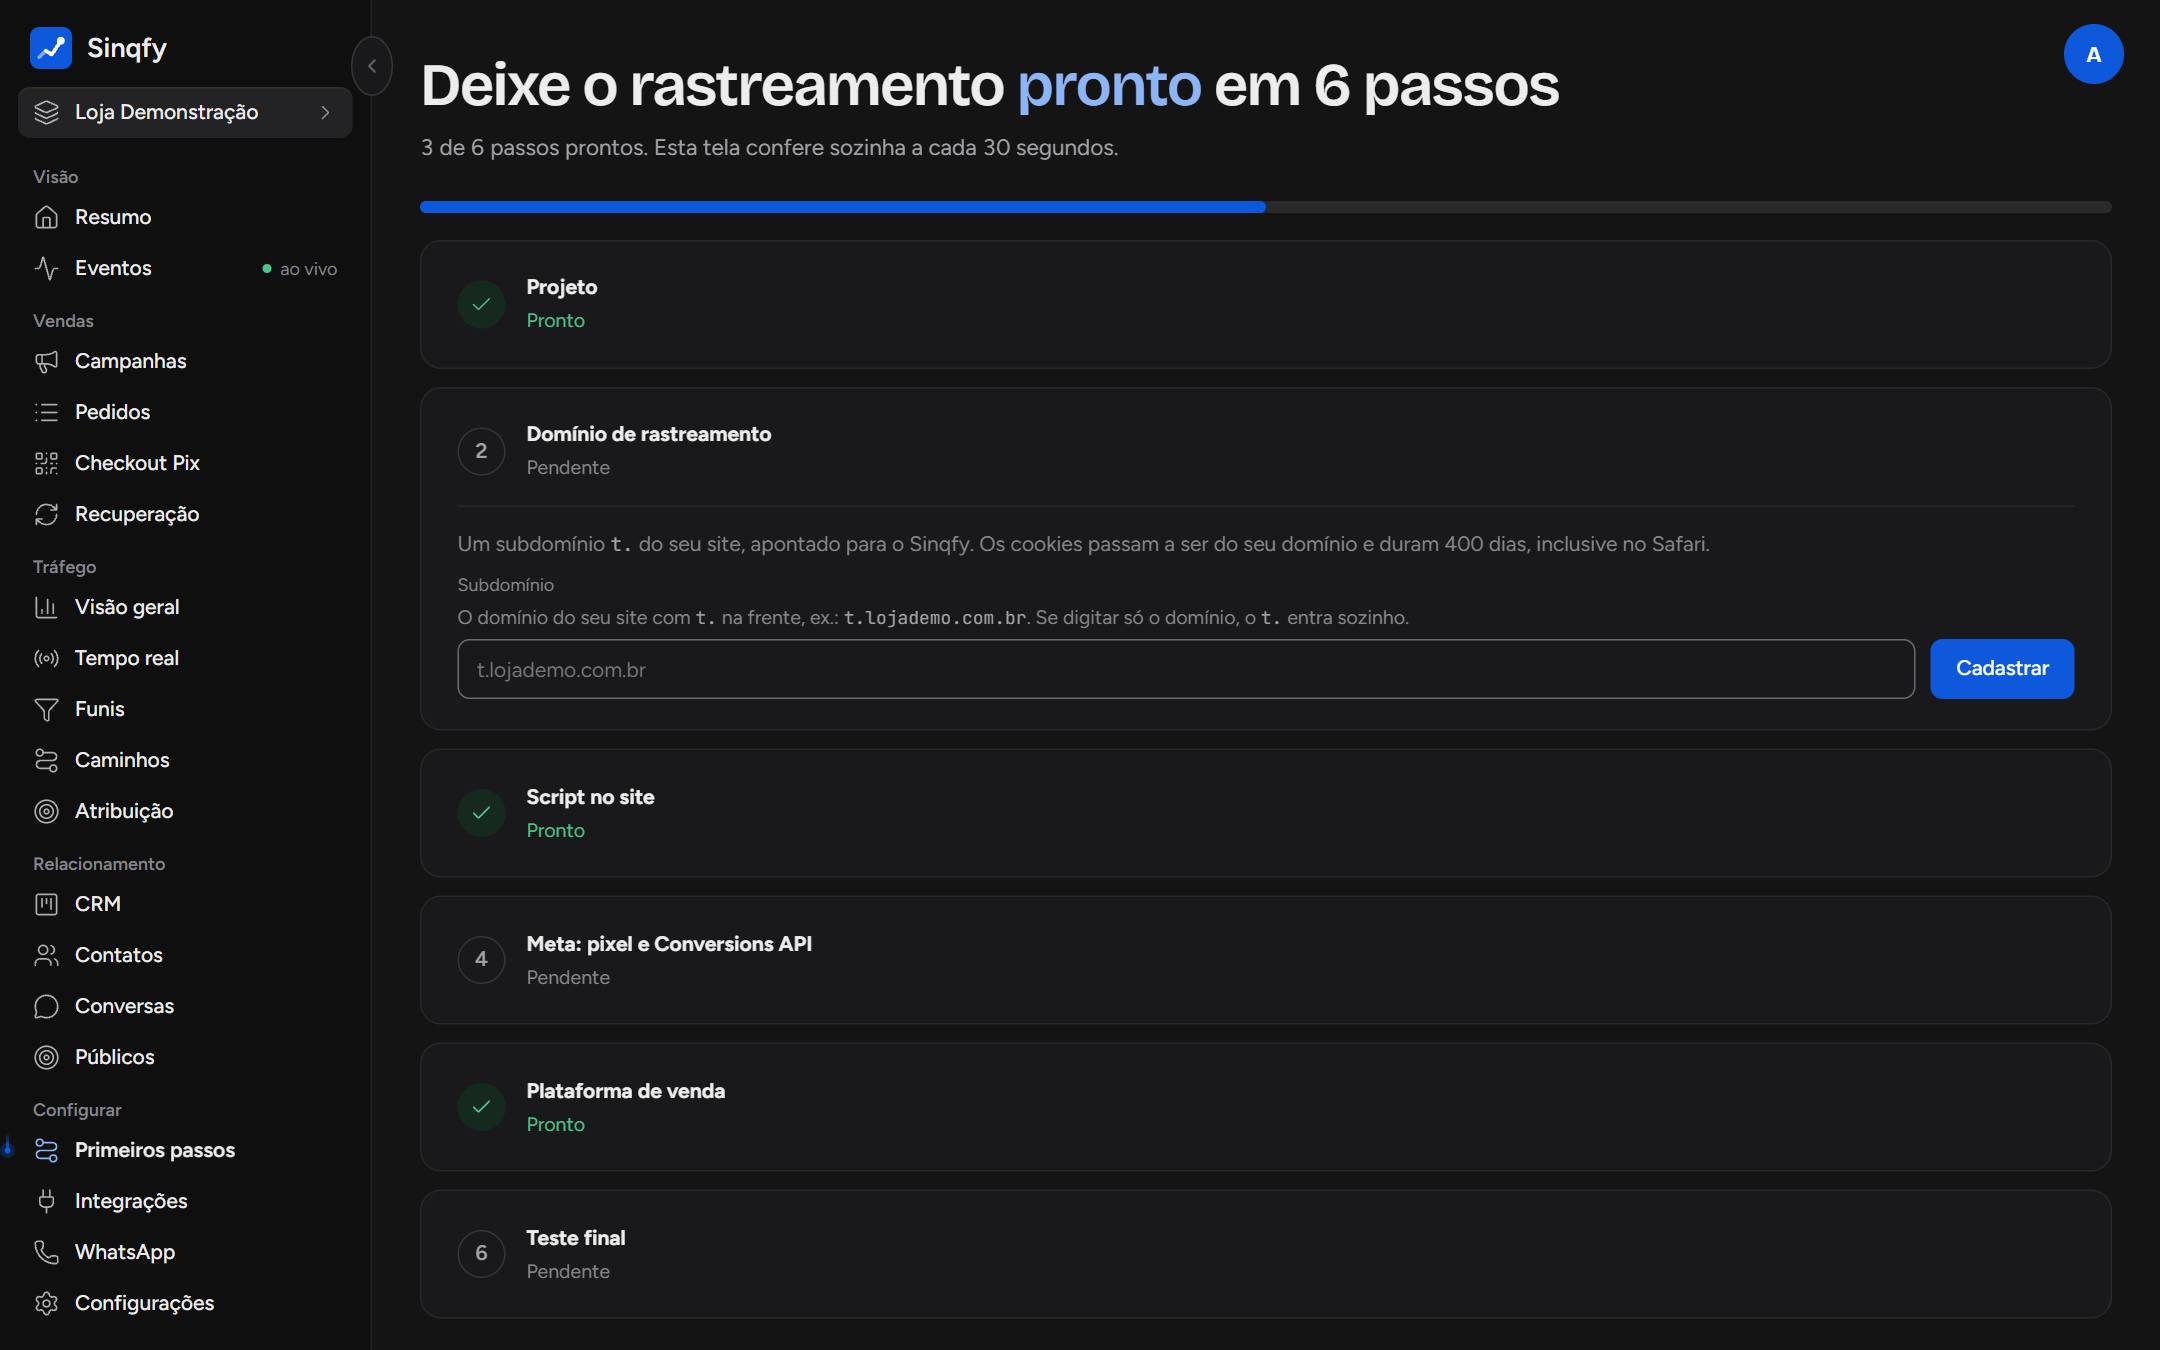 Sinqfy
Loja Demonstração
Visão
Resumo
Eventos
ao vivo
Vendas
Campanhas
Pedidos
Checkout Pix
Recuperação
Tráfego
Visão geral
Tempo real
Funis
Caminhos
Atribuição
Relacionamento
CRM
Contatos
Conversas
Públicos
Configurar
Primeiros passos
Integrações
WhatsApp
Configurações
A
Deixe o rastreamento pronto em 6 passos
3 de 6 passos prontos. Esta tela confere sozinha a cada 30 segundos.
Projeto
Pronto
2
Domínio de rastreamento
Pendente
Um subdomínio t. do seu site, apontado para o Sinqfy. Os cookies passam a ser do seu domínio e duram 400 dias, inclusive no Safari.
Subdomínio
O domínio do seu site com t. na frente, ex.: t.lojademo.com.br. Se digitar só o domínio, o t. entra sozinho.
t.lojademo.com.br
Cadastrar
Script no site
Pronto
4
Meta: pixel e Conversions API
Pendente
Plataforma de venda
Pronto
6
Teste final
Pendente